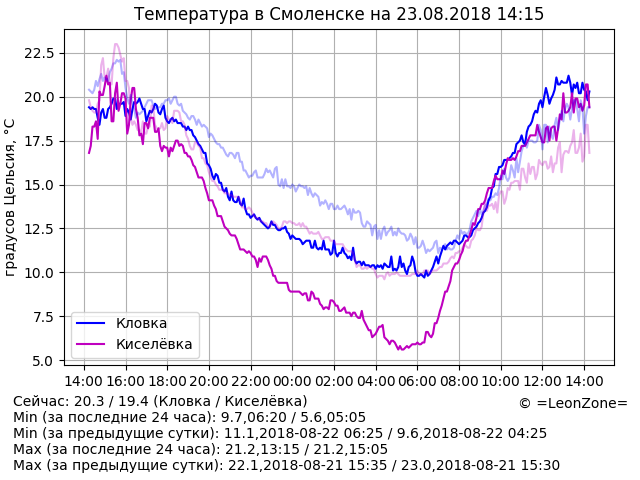 Температура в Смоленске на 23.08.2018 14:15
градусов Цельсия, °C
22.5
20.0
17.5
15.0
12.5
10.0
7.5
5.0
Кловка
Киселёвка
14:00 16:00 18:00 20:00 22:00 00:00 02:00 04:00 06:00 08:00 10:00 12:00 14:00
Сейчас: 20.3 / 19.4 (Кловка / Киселёвка)
© =LeonZone=
Min (за последние 24 часа): 9.7,06:20 / 5.6,05:05
Min (за предыдущие сутки): 11.1,2018-08-22 06:25 / 9.6,2018-08-22 04:25
Max (за последние 24 часа): 21.2,13:15 / 21.2,15:05
Max (за предыдущие сутки): 22.1,2018-08-21 15:35 / 23.0,2018-08-21 15:30